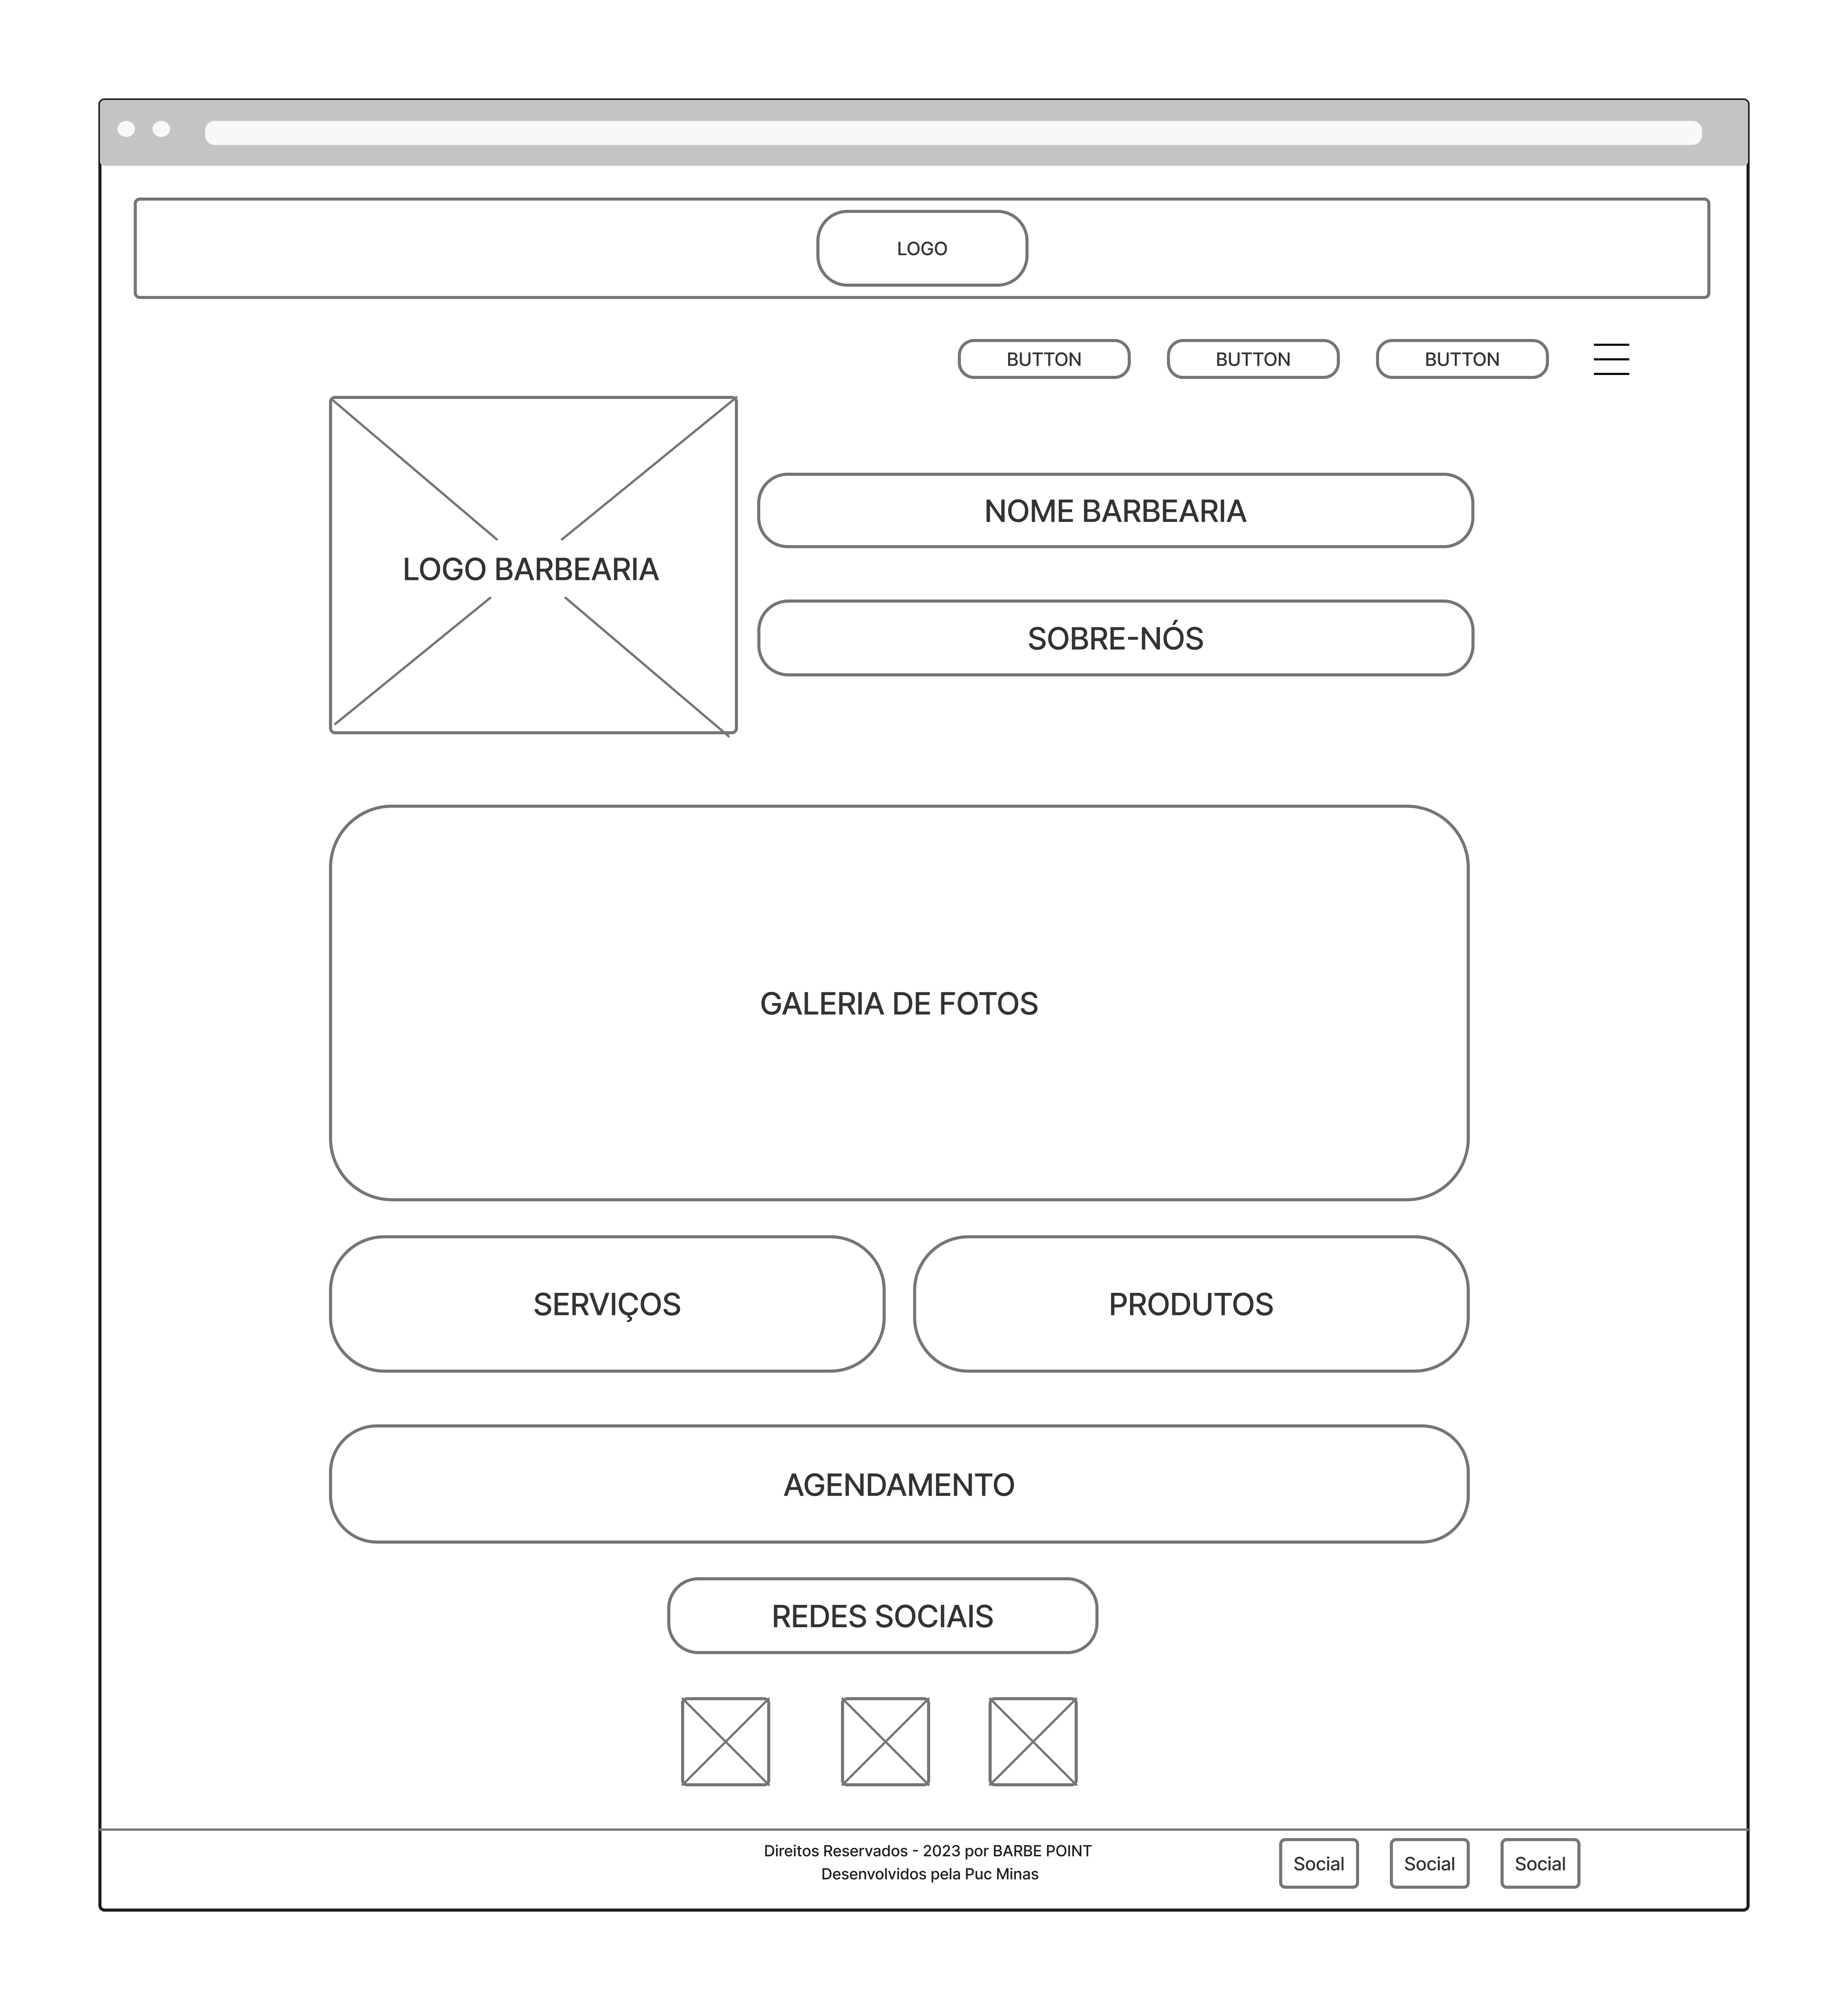 LOGO
BUTTON
BUTTON
BUTTON
LOGO BARBEARIA
NOME BARBEARIA
SOBRE-NÓS
GALERIA DE FOTOS
SERVIÇOS
PRODUTOS
AGENDAMENTO
REDES SOCIAIS
Direitos Reservados - 2023 por BARBE POINT
Desenvolvidos pela Puc Minas
Social
Social
Social